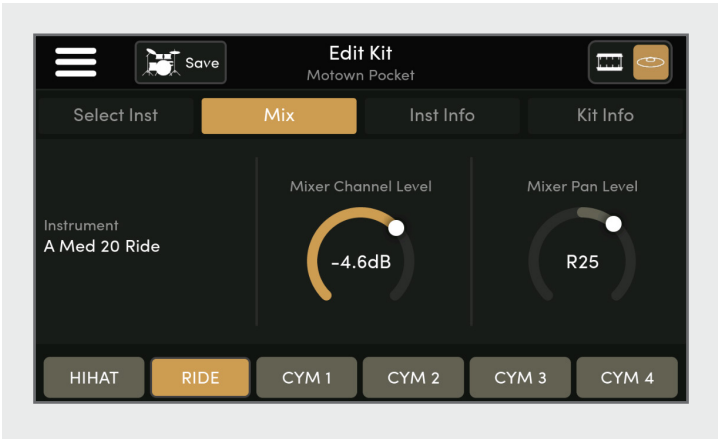 Save
Edit Kit
Motown Pocket
Select Inst
Mix
Inst Info
Kit Info
Instrument
A Med 20 Ride
Mixer Channel Level
-4.6dB
Mixer Pan Level
R25
HIHAT
RIDE
CYM 1
CYM 2
CYM 3
CYM 4